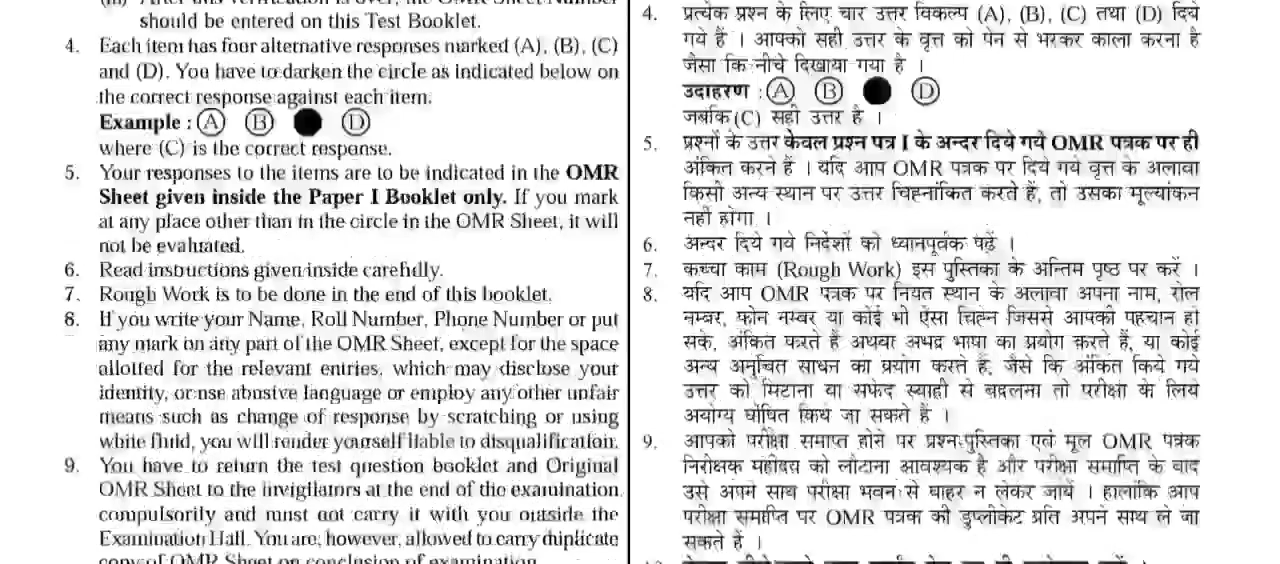 should be entered on this Test Booklet.
4. Each item has four alternative responses marked (A), (B), (C)
and (D). You have to darken the circle as indicated below on
the correct response against each item.
Example : (A) (B) ● (D)
where (C) is the correct response.
5. Your responses to the items are to be indicated in the OMR
Sheet given inside the Paper I Booklet only. If you mark
at any place other than in the circle in the OMR Sheet, it will
not be evaluated.
6. Read instructions given inside carefully.
7. Rough Work is to be done in the end of this booklet.
8. If you write your Name, Roll Number, Phone Number or put
any mark on any part of the OMR Sheet, except for the space
allotted for the relevant entries, which may disclose your
identity, or use abusive language or employ any other unfair
means such as change of response by scratching or using
white fluid, you will render yourself liable to disqualification.
9. You have to return the test question booklet and Original
OMR Sheet to the invigilators at the end of the examination
compulsorily and must not carry it with you outside the
Examination Hall. You are, however, allowed to carry duplicate
copy of OMR Sheet on conclusion of examination.
4. प्रत्येक प्रश्न के लिए चार उत्तर विकल्प (A), (B), (C) तथा (D) दिये
गये हैं । आपको सही उत्तर के वृत्त को पेन से भरकर काला करना है
जैसा कि नीचे दिखाया गया है ।
उदाहरण : (A) (B) ● (D)
जबकि (C) सही उत्तर है ।
5. प्रश्नों के उत्तर केवल प्रश्न पत्र I के अन्दर दिये गये OMR पत्रक पर ही
अंकित करने हैं । यदि आप OMR पत्रक पर दिये गये वृत्त के अलावा
किसी अन्य स्थान पर उत्तर चिह्नांकित करते हैं, तो उसका मूल्यांकन
नहीं होगा ।
6. अन्दर दिये गये निर्देशों को ध्यानपूर्वक पढ़ें ।
7. कच्चा काम (Rough Work) इस पुस्तिका के अन्तिम पृष्ठ पर करें ।
8. यदि आप OMR पत्रक पर नियत स्थान के अलावा अपना नाम, रोल
नम्बर, फोन नम्बर या कोई भी ऐसा चिह्न जिससे आपकी पहचान हो
सके, अंकित करते हैं अथवा अभद्र भाषा का प्रयोग करते हैं, या कोई
अन्य अनुचित साधन का प्रयोग करते हैं, जैसे कि अंकित किये गये
उत्तर को मिटाना या सफेद स्याही से बदलना तो परीक्षा के लिये
अयोग्य घोषित किये जा सकते हैं ।
9. आपको परीक्षा समाप्त होने पर प्रश्न-पुस्तिका एवं मूल OMR पत्रक
निरीक्षक महोदय को लौटाना आवश्यक है और परीक्षा समाप्ति के बाद
उसे अपने साथ परीक्षा भवन से बाहर न लेकर जायें । हालांकि आप
परीक्षा समाप्ति पर OMR पत्रक की डुप्लीकेट प्रति अपने साथ ले जा
सकते हैं ।